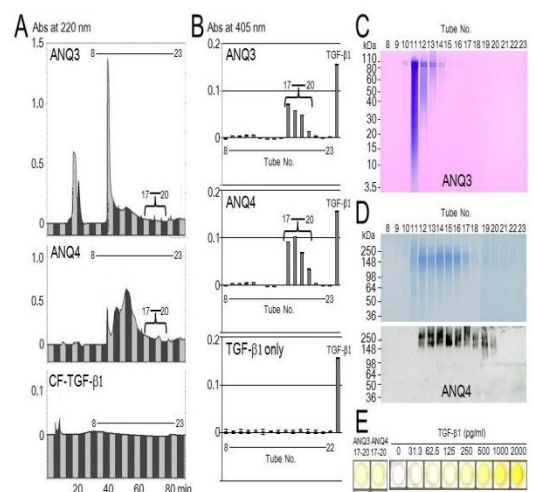 A
Abs at 220 nm
1.5
ANQ3
8
23
1.0
0.5
17
20
0
ANQ4
8
23
1.0
0.5
17
20
0
CF-TGF-β1
0.1
8
23
0
20
40
60
80 min
B
Abs at 405 nm
0.2
ANQ3
TGF-β1
17
20
0.1
0
8
23
Tube No.
0.2
ANQ4
TGF-β1
17
20
0.1
0
8
23
Tube No.
0.2
TGF-β1 only
TGF-β1
0.1
0
8
22
Tube No.
C
Tube No.
kDa
8 9 10 11 12 13 14 15 16 17 18 19 20 21 22 23
110
80
60
50
40
30
20
15
10
3.5
ANQ3
D
Tube No.
kDa
8 9 10 11 12 13 14 15 16 17 18 19 20 21 22 23
250
148
98
64
50
36
250
148
98
64
50
36
ANQ4
E
ANQ3 ANQ4
17-20 17-20
TGF-β1 (pg/ml)
0 31.3 62.5 125 250 500 1000 2000